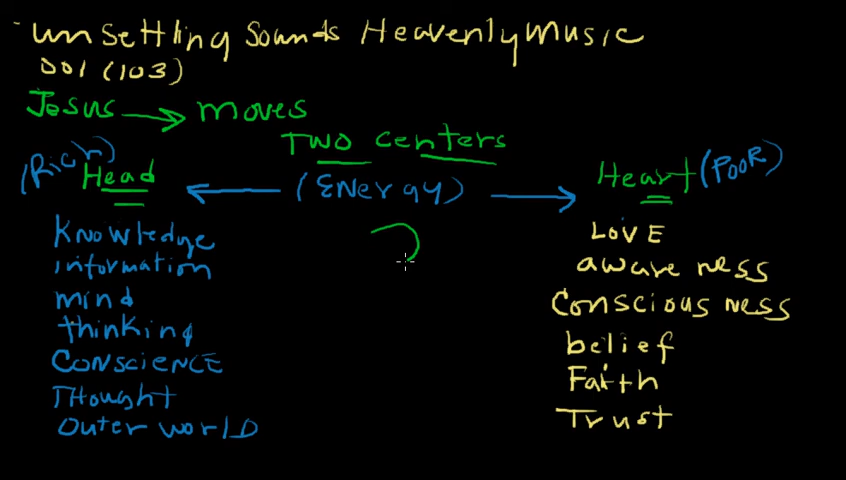 unsettling sounds Heavenly Music
001 (103)
Jesus → moves
Two centers
(Rich) Head ← (Energy) → Heart (Poor)
Knowledge
information
mind
thinking
Conscience
Thought
Outer world
Love
awareness
Consciousness
belief
Faith
Trust